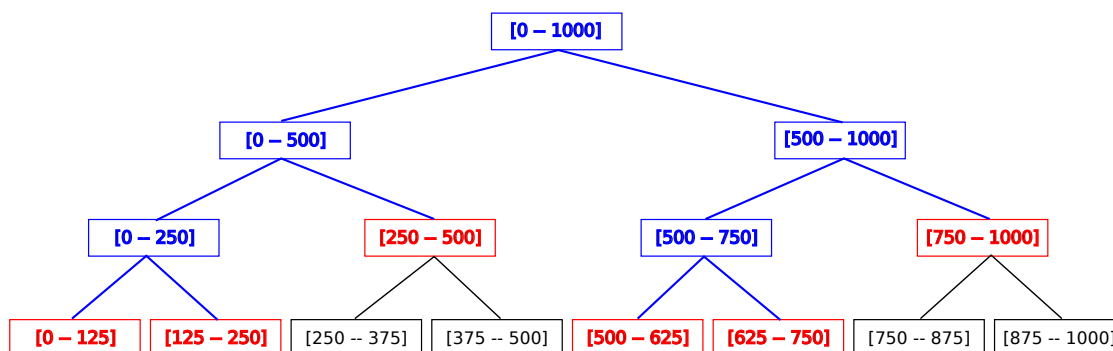 [0 – 1000]
[0 – 500]
[500 – 1000]
[0 – 250]
[250 – 500]
[500 – 750]
[750 – 1000]
[0 – 125]
[125 – 250]
[250 -- 375]
[375 -- 500]
[500 – 625]
[625 – 750]
[750 -- 875]
[875 -- 1000]